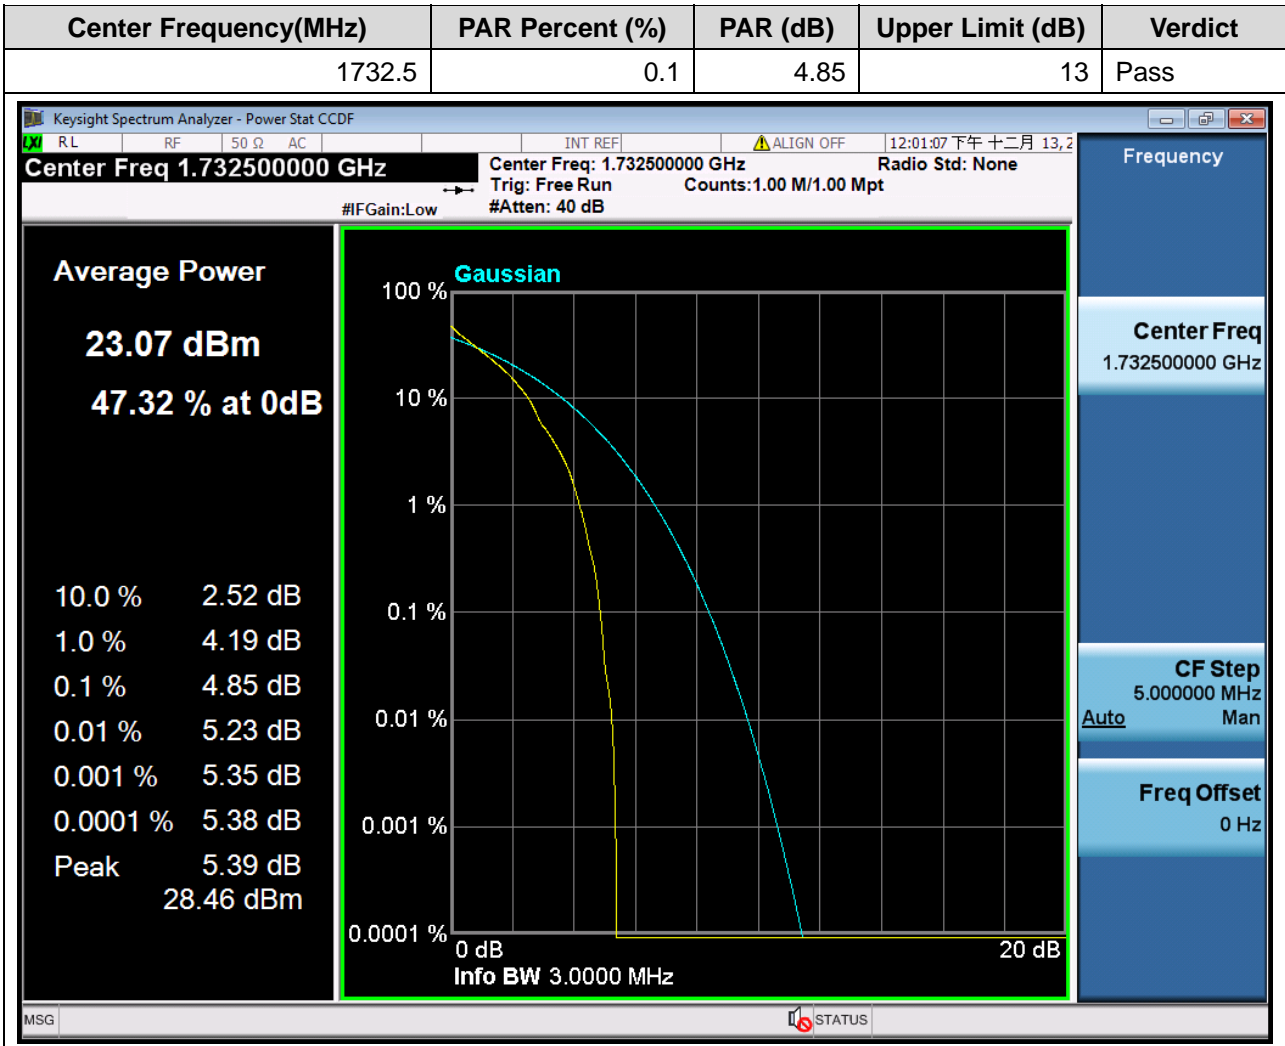 Center Frequency(MHz) PAR Percent (%) PAR (dB) Upper Limit (dB) Verdict
1732.5 0.1 4.85 13 Pass
Keysight Spectrum Analyzer - Power Stat CCDF
LXI RL RF 50 Ω AC INT REF ALIGN OFF 12:01:07 下午 十二月 13, 2
Center Freq 1.732500000 GHz
Center Freq: 1.732500000 GHz Radio Std: None
Trig: Free Run Counts:1.00 M/1.00 Mpt
#IFGain:Low #Atten: 40 dB
Frequency
Average Power
23.07 dBm
47.32 % at 0dB
10.0 % 2.52 dB
1.0 % 4.19 dB
0.1 % 4.85 dB
0.01 % 5.23 dB
0.001 % 5.35 dB
0.0001 % 5.38 dB
Peak 5.39 dB
28.46 dBm
Gaussian
100 %
10 %
1 %
0.1 %
0.01 %
0.001 %
0.0001 %
0 dB 20 dB
Info BW 3.0000 MHz
Center Freq
1.732500000 GHz
CF Step
5.000000 MHz
Auto Man
Freq Offset
0 Hz
MSG STATUS